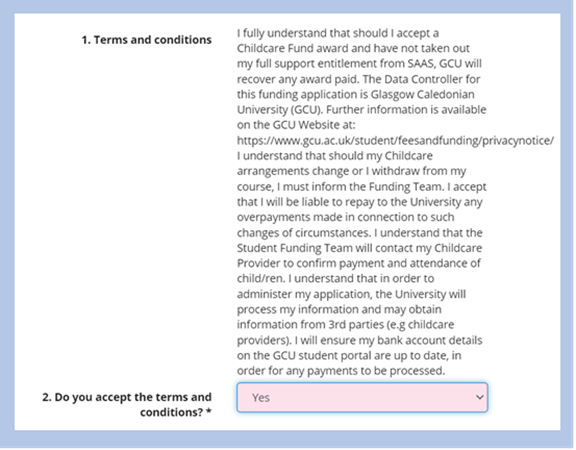 1. Terms and conditions
I fully understand that should I accept a
Childcare Fund award and have not taken out
my full support entitlement from SAAS, GCU will
recover any award paid. The Data Controller for
this funding application is Glasgow Caledonian
University (GCU). Further information is available
on the GCU Website at:
https://www.gcu.ac.uk/student/feesandfunding/privacynotice/
I understand that should my Childcare
arrangements change or I withdraw from my
course, I must inform the Funding Team. I accept
that I will be liable to repay to the University any
overpayments made in connection to such
changes of circumstances. I understand that the
Student Funding Team will contact my Childcare
Provider to confirm payment and attendance of
child/ren. I understand that in order to
administer my application, the University will
process my information and may obtain
information from 3rd parties (e.g childcare
providers). I will ensure my bank account details
on the GCU student portal are up to date, in
order for any payments to be processed.
2. Do you accept the terms and
conditions? *
Yes